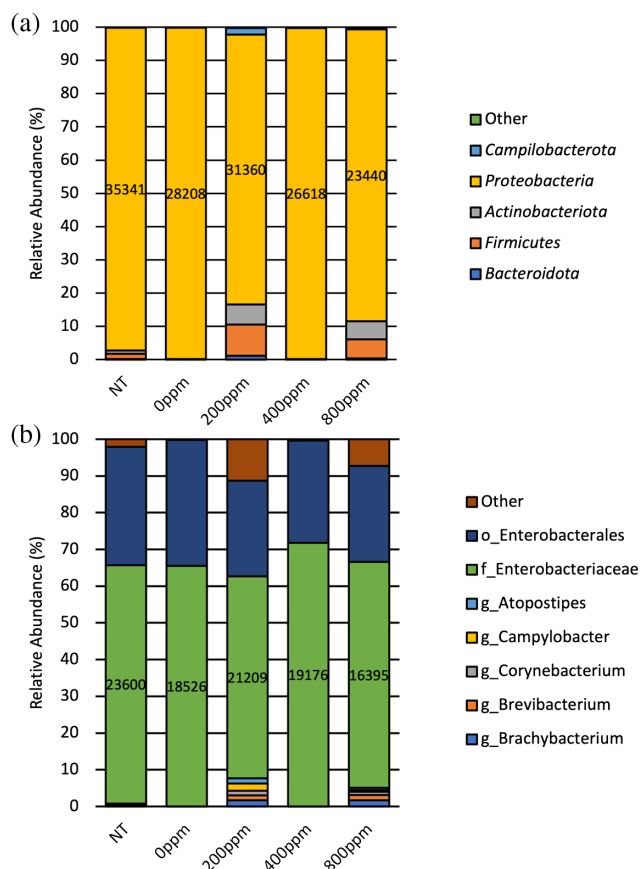 (a)
100
90
80
70
60
50
40
30
20
10
0
Relative Abundance (%)
35341
28208
31360
26618
23440
NT
0ppm
200ppm
400ppm
800ppm
Other
Campilobacterota
Proteobacteria
Actinobacteriota
Firmicutes
Bacteroidota
(b)
100
90
80
70
60
50
40
30
20
10
0
Relative Abundance (%)
23600
18526
21209
19176
16395
NT
0ppm
200ppm
400ppm
800ppm
Other
o_Enterobacterales
f_Enterobacteriaceae
g_Atopostipes
g_Campylobacter
g_Corynebacterium
g_Brevibacterium
g_Brachybacterium